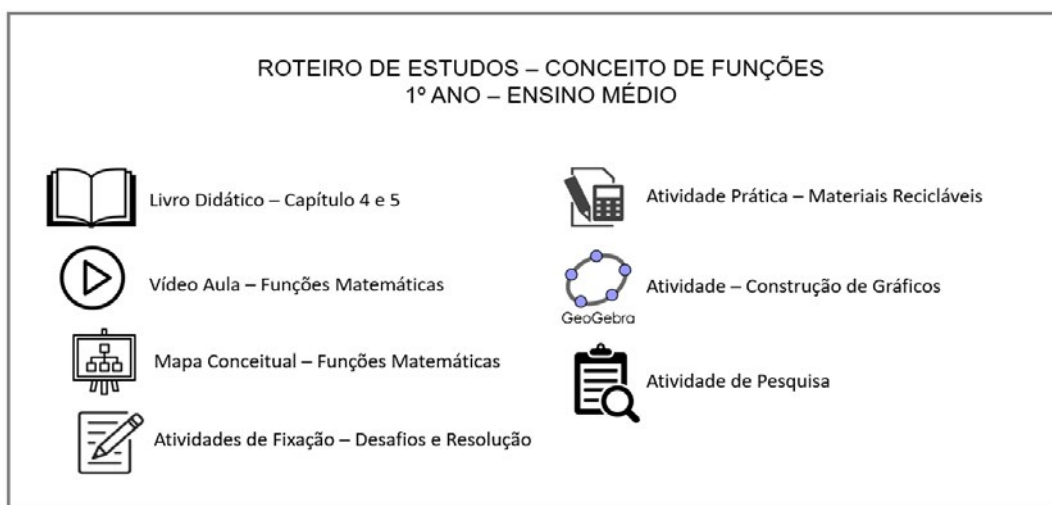 ROTEIRO DE ESTUDOS – CONCEITO DE FUNÇÕES
1º ANO – ENSINO MÉDIO
Livro Didático – Capítulo 4 e 5
Vídeo Aula – Funções Matemáticas
Mapa Conceitual – Funções Matemáticas
Atividades de Fixação – Desafios e Resolução
Atividade Prática – Materiais Recicláveis
GeoGebra
Atividade – Construção de Gráficos
Atividade de Pesquisa